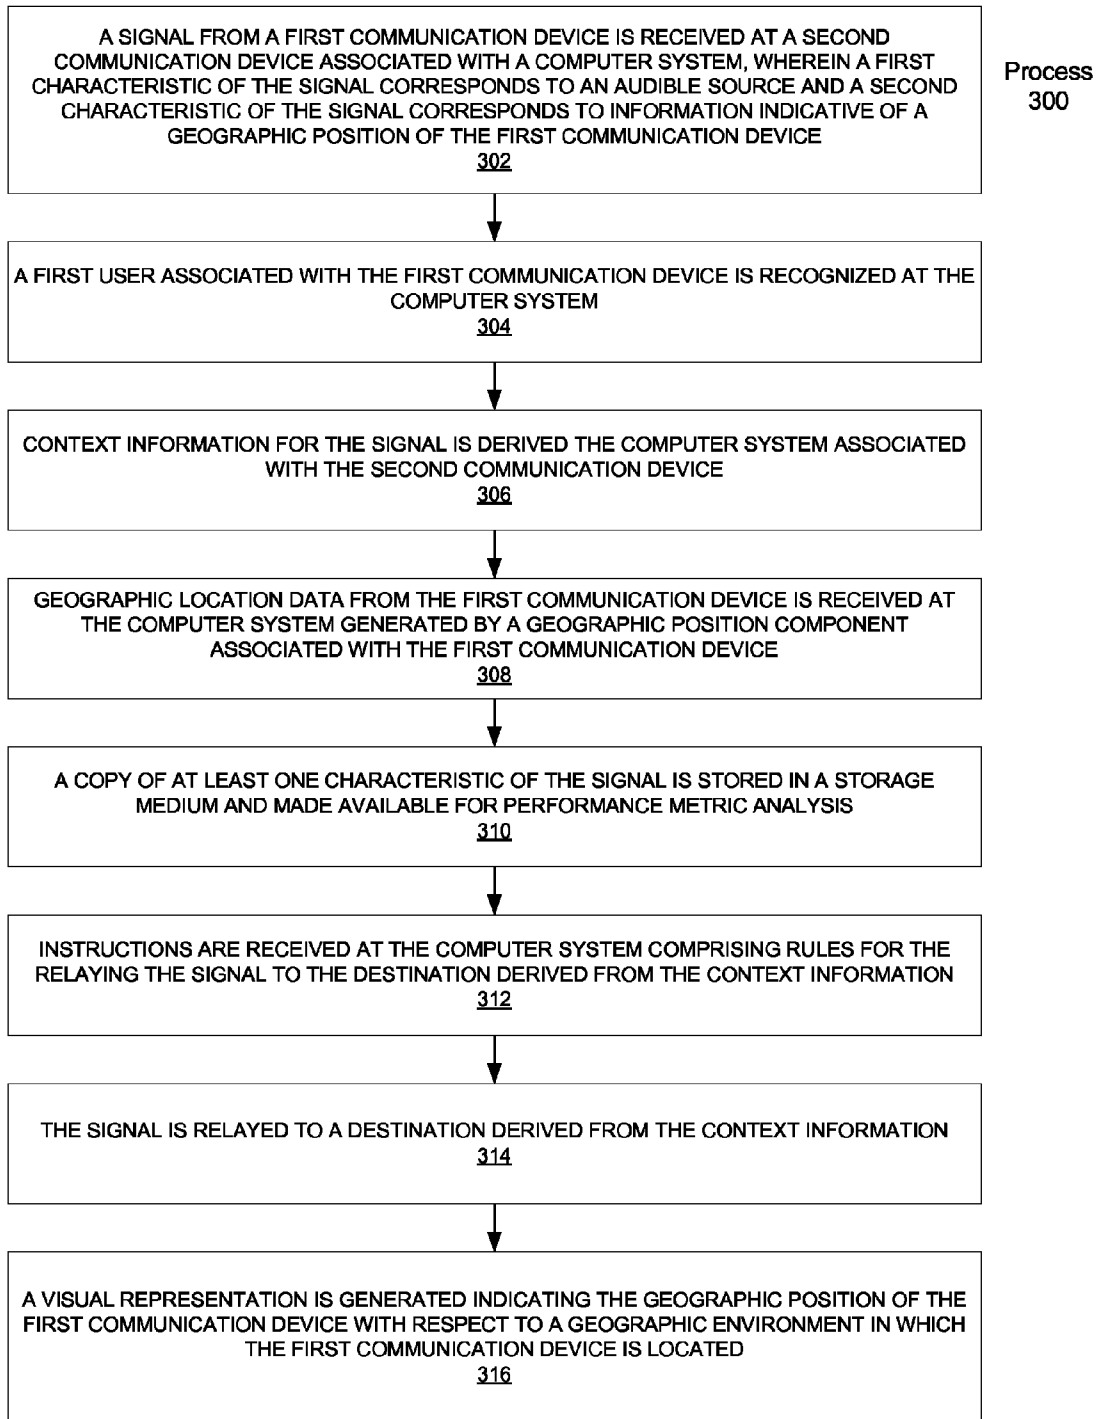 A SIGNAL FROM A FIRST COMMUNICATION DEVICE IS RECEIVED AT A SECOND
COMMUNICATION DEVICE ASSOCIATED WITH A COMPUTER SYSTEM, WHEREIN A FIRST
CHARACTERISTIC OF THE SIGNAL CORRESPONDS TO AN AUDIBLE SOURCE AND A SECOND
CHARACTERISTIC OF THE SIGNAL CORRESPONDS TO INFORMATION INDICATIVE OF A
GEOGRAPHIC POSITION OF THE FIRST COMMUNICATION DEVICE
302
Process
300
A FIRST USER ASSOCIATED WITH THE FIRST COMMUNICATION DEVICE IS RECOGNIZED AT THE
COMPUTER SYSTEM
304
CONTEXT INFORMATION FOR THE SIGNAL IS DERIVED THE COMPUTER SYSTEM ASSOCIATED
WITH THE SECOND COMMUNICATION DEVICE
306
GEOGRAPHIC LOCATION DATA FROM THE FIRST COMMUNICATION DEVICE IS RECEIVED AT
THE COMPUTER SYSTEM GENERATED BY A GEOGRAPHIC POSITION COMPONENT
ASSOCIATED WITH THE FIRST COMMUNICATION DEVICE
308
A COPY OF AT LEAST ONE CHARACTERISTIC OF THE SIGNAL IS STORED IN A STORAGE
MEDIUM AND MADE AVAILABLE FOR PERFORMANCE METRIC ANALYSIS
310
INSTRUCTIONS ARE RECEIVED AT THE COMPUTER SYSTEM COMPRISING RULES FOR THE
RELAYING THE SIGNAL TO THE DESTINATION DERIVED FROM THE CONTEXT INFORMATION
312
THE SIGNAL IS RELAYED TO A DESTINATION DERIVED FROM THE CONTEXT INFORMATION
314
A VISUAL REPRESENTATION IS GENERATED INDICATING THE GEOGRAPHIC POSITION OF THE
FIRST COMMUNICATION DEVICE WITH RESPECT TO A GEOGRAPHIC ENVIRONMENT IN WHICH
THE FIRST COMMUNICATION DEVICE IS LOCATED
316